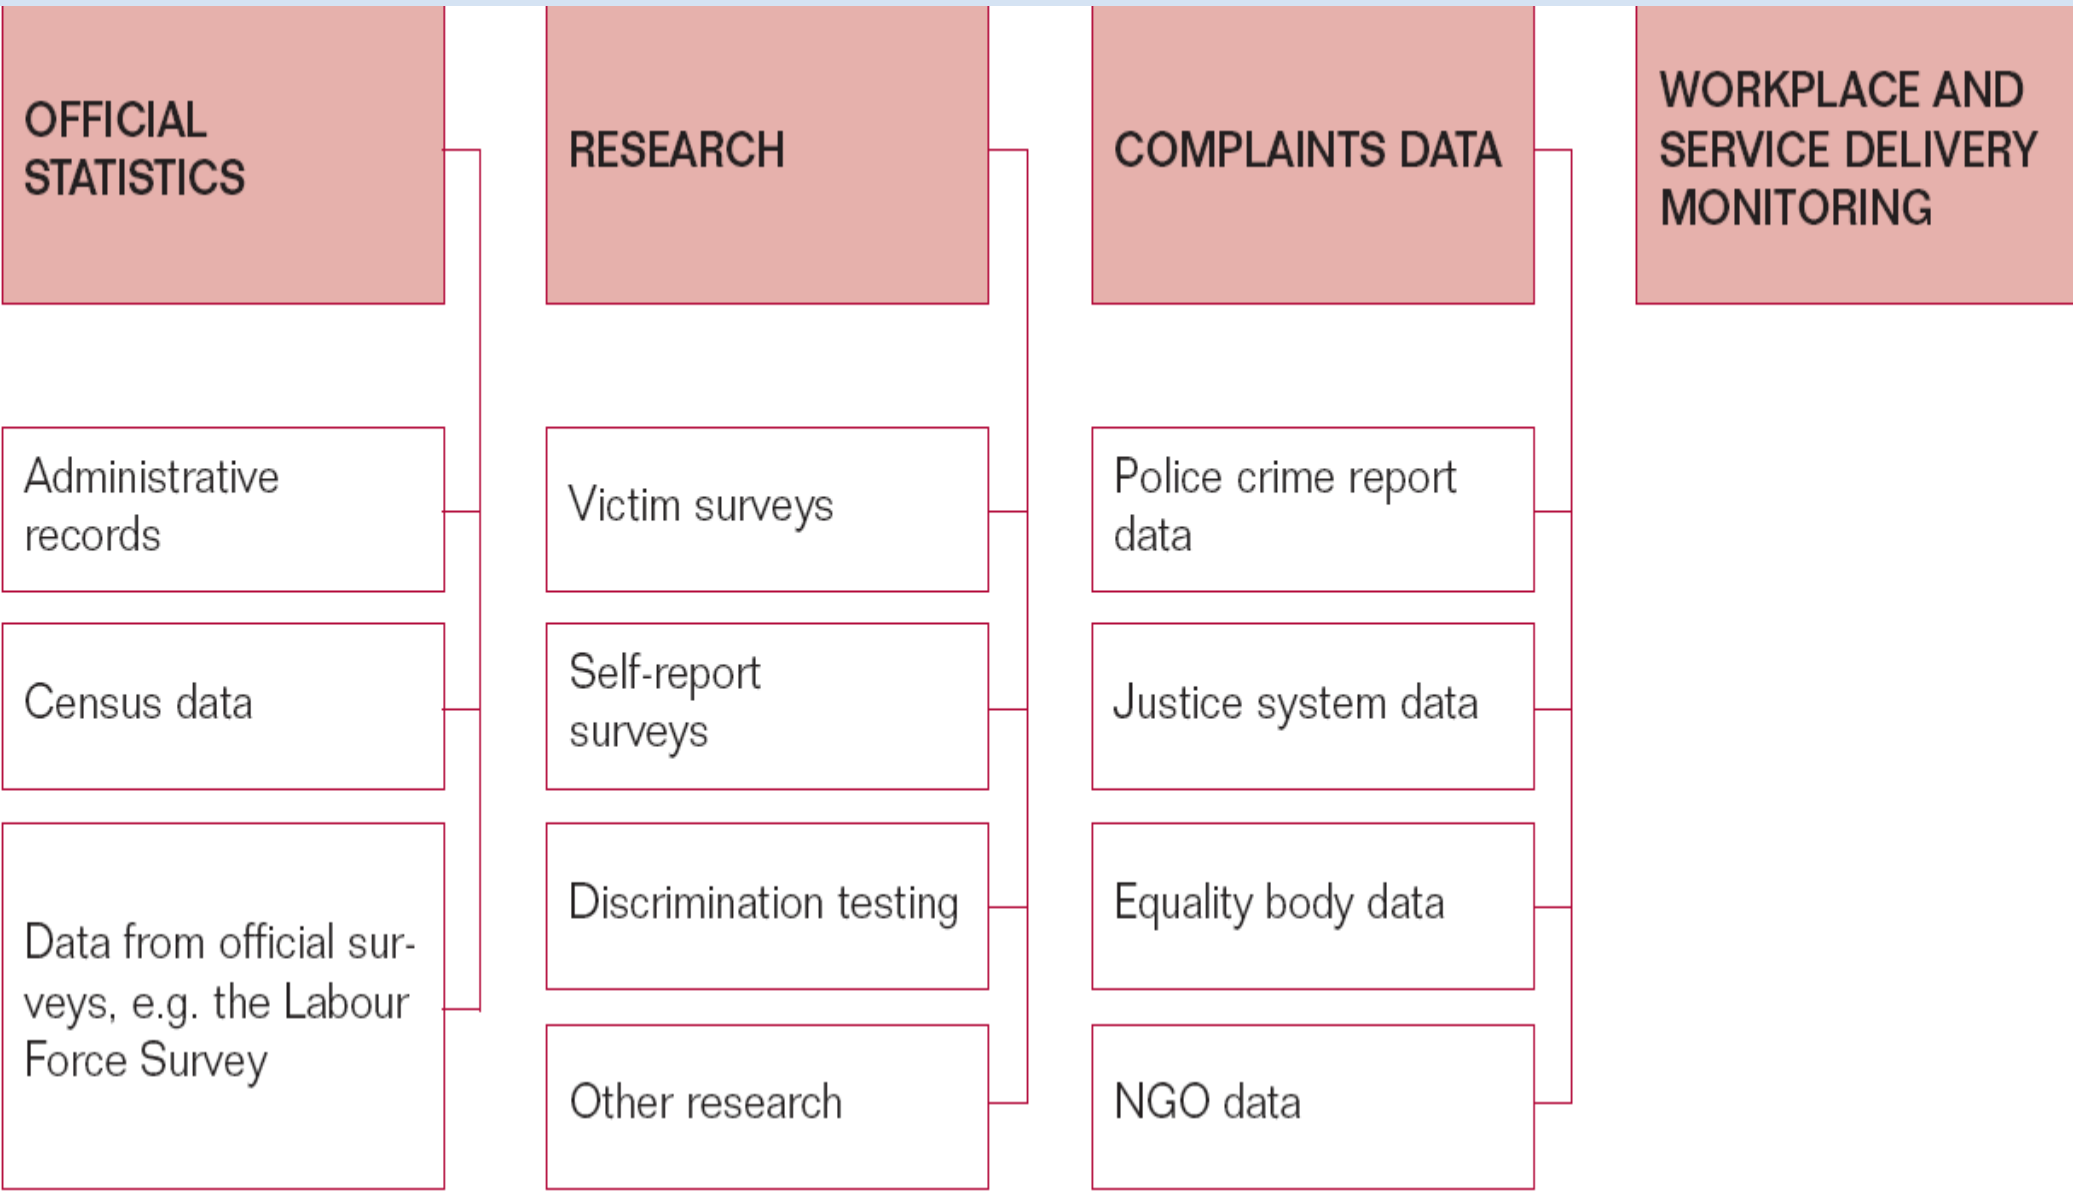 OFFICIAL
STATISTICS
Administrative
records
Census data
Data from official sur-
veys, e.g. the Labour
Force Survey
RESEARCH
Victim surveys
Self-report
surveys
Discrimination testing
Other research
COMPLAINTS DATA
Police crime report
data
Justice system data
Equality body data
NGO data
WORKPLACE AND
SERVICE DELIVERY
MONITORING